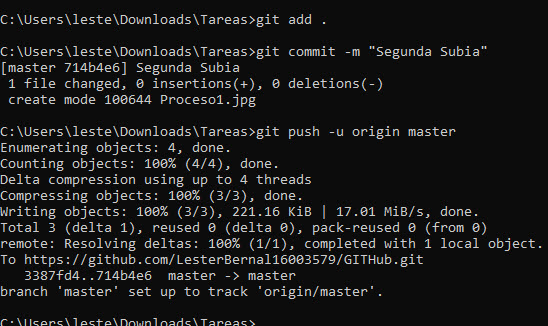 C:\Users\leste\Downloads\Tareas>git add .
C:\Users\leste\Downloads\Tareas>git commit -m "Segunda Subia"
[master 714b4e6] Segunda Subia
 1 file changed, 0 insertions(+), 0 deletions(-)
 create mode 100644 Proceso1.jpg
C:\Users\leste\Downloads\Tareas>git push -u origin master
Enumerating objects: 4, done.
Counting objects: 100% (4/4), done.
Delta compression using up to 4 threads
Compressing objects: 100% (3/3), done.
Writing objects: 100% (3/3), 221.16 KiB | 17.01 MiB/s, done.
Total 3 (delta 1), reused 0 (delta 0), pack-reused 0 (from 0)
remote: Resolving deltas: 100% (1/1), completed with 1 local object.
To https://github.com/LesterBernal16003579/GITHub.git
   3387fd4..714b4e6  master -> master
branch 'master' set up to track 'origin/master'.
C:\Users\leste\Downloads\Tareas>